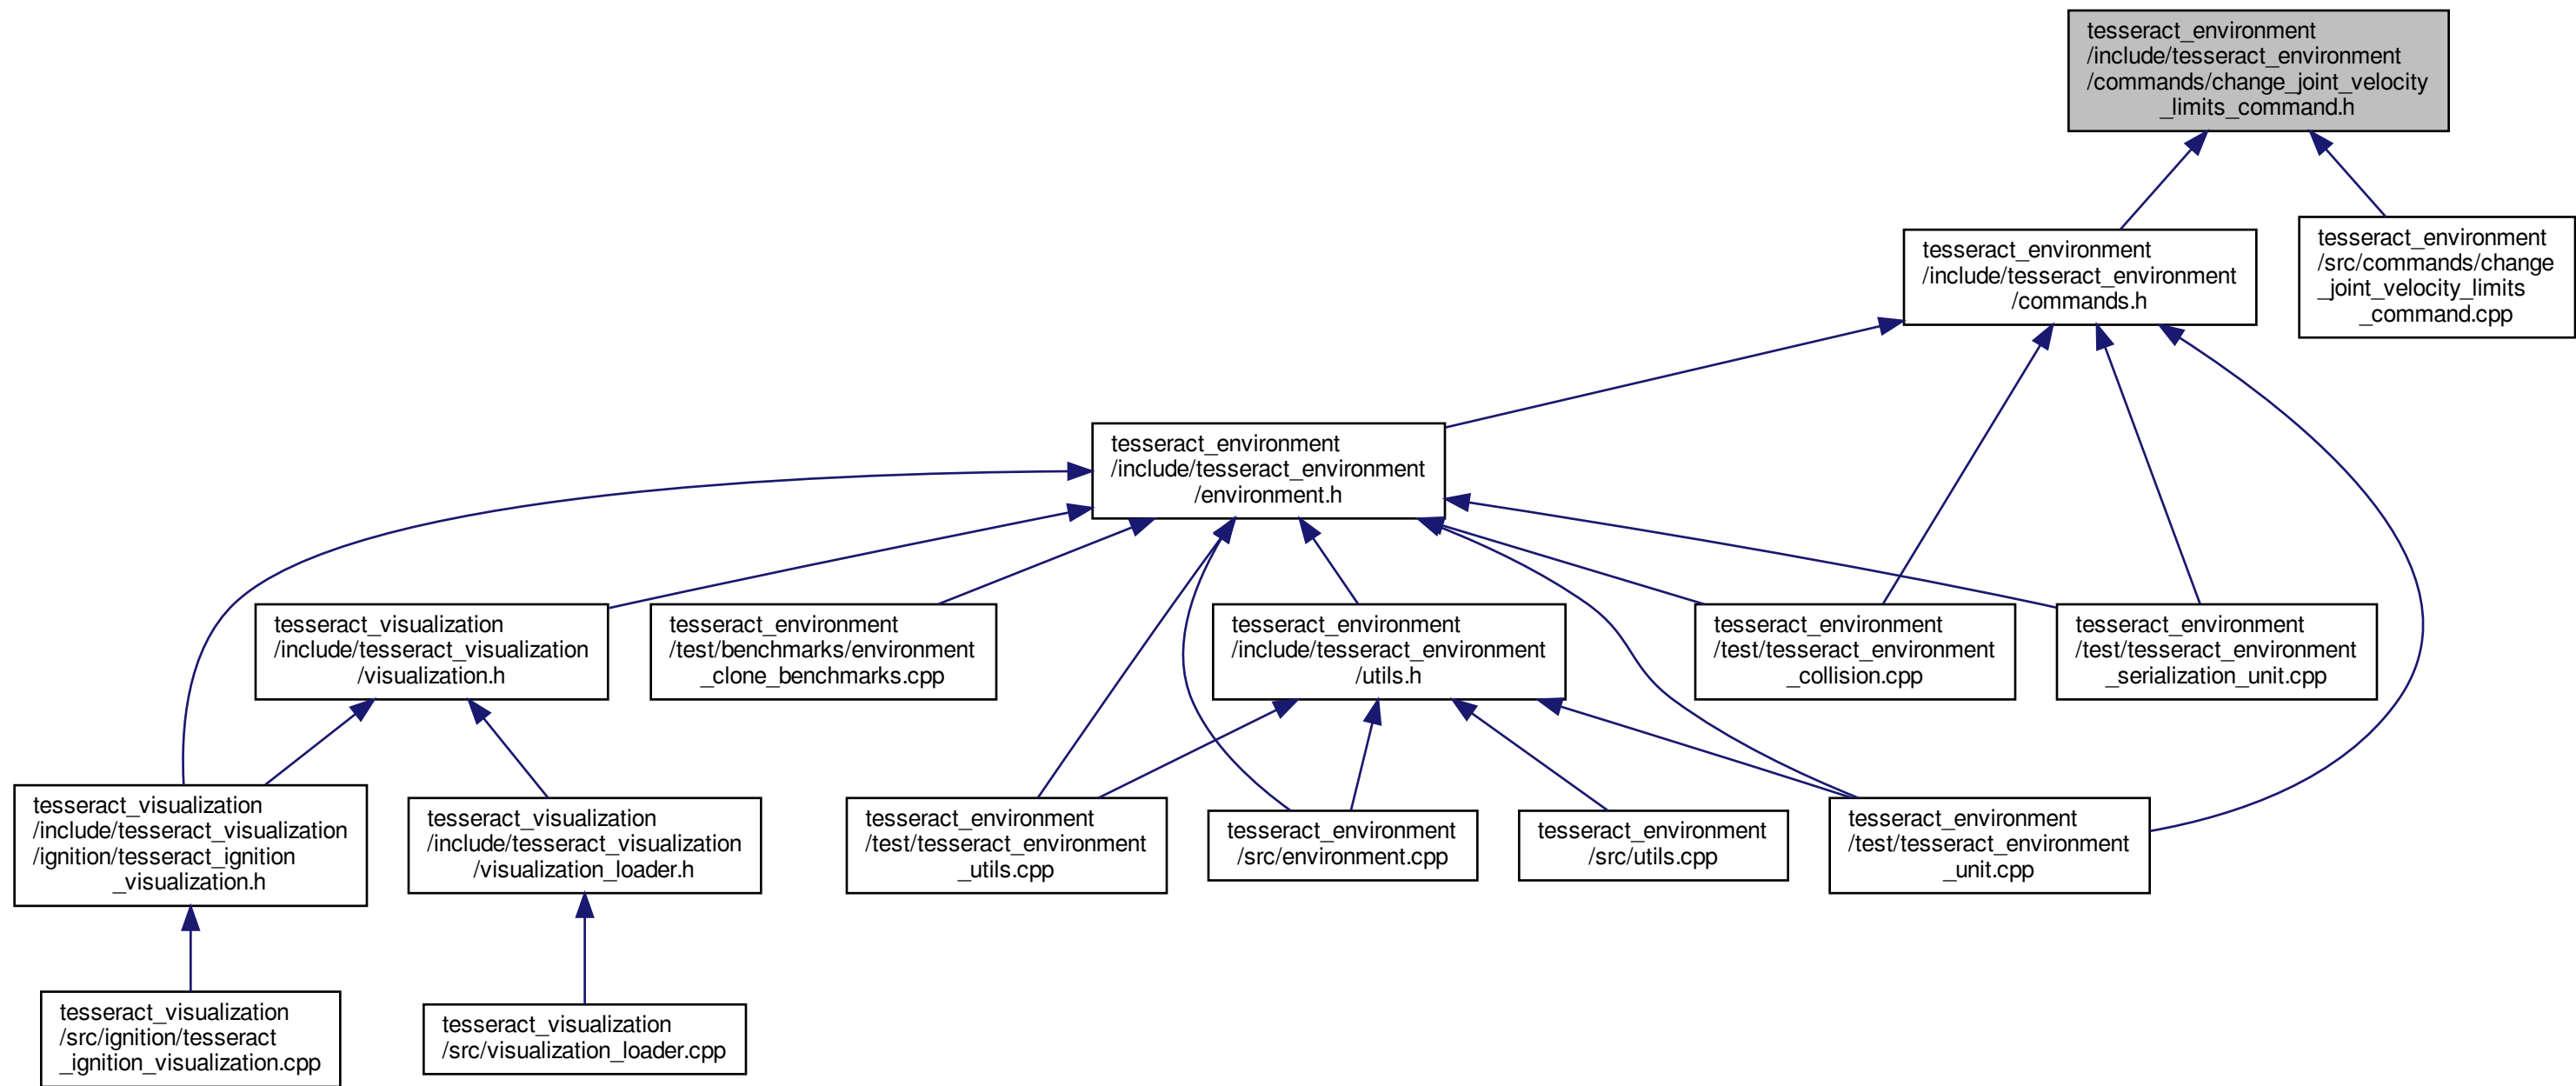 tesseract_environment
/include/tesseract_environment
/commands/change_joint_velocity
_limits_command.h
tesseract_environment
/include/tesseract_environment
/commands.h
tesseract_environment
/src/commands/change
_joint_velocity_limits
_command.cpp
tesseract_environment
/include/tesseract_environment
/environment.h
tesseract_visualization
/include/tesseract_visualization
/visualization.h
tesseract_environment
/test/benchmarks/environment
_clone_benchmarks.cpp
tesseract_environment
/include/tesseract_environment
/utils.h
tesseract_environment
/test/tesseract_environment
_collision.cpp
tesseract_environment
/test/tesseract_environment
_serialization_unit.cpp
tesseract_visualization
/include/tesseract_visualization
/ignition/tesseract_ignition
_visualization.h
tesseract_visualization
/include/tesseract_visualization
/visualization_loader.h
tesseract_environment
/test/tesseract_environment
_utils.cpp
tesseract_environment
/src/environment.cpp
tesseract_environment
/src/utils.cpp
tesseract_environment
/test/tesseract_environment
_unit.cpp
tesseract_visualization
/src/ignition/tesseract
_ignition_visualization.cpp
tesseract_visualization
/src/visualization_loader.cpp